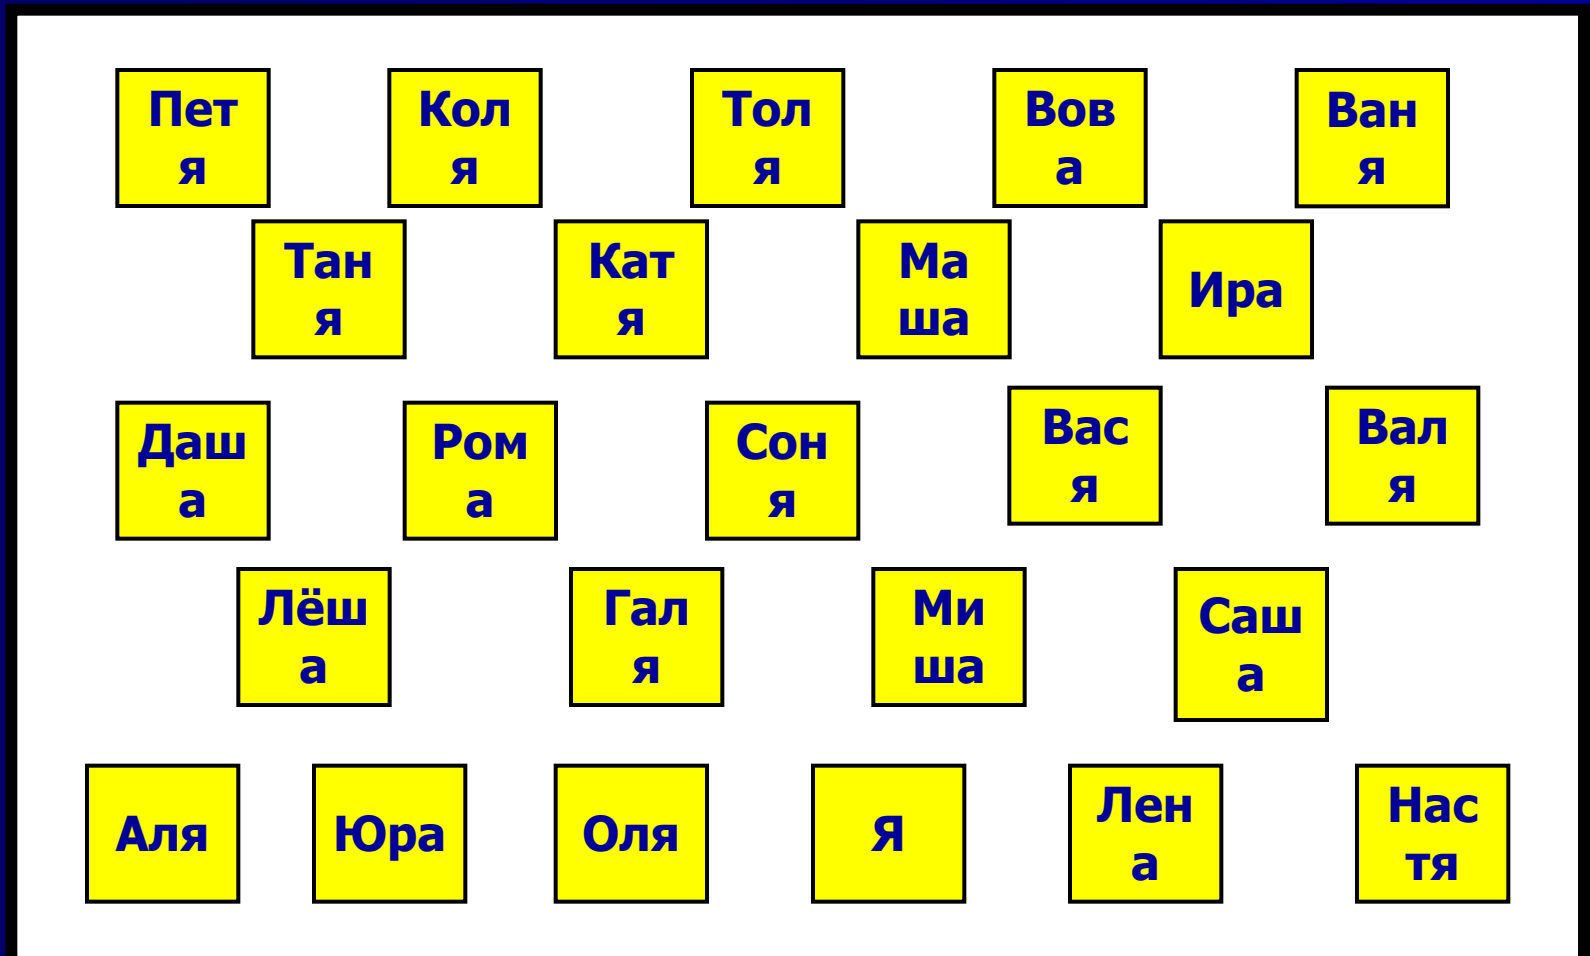 Пет
я
Кол
я
Тол
я
Вов
а
Ван
я
Тан
я
Кат
я
Ма
ша
Ира
Даш
а
Ром
а
Сон
я
Вас
я
Вал
я
Лёш
а
Гал
я
Ми
ша
Саш
а
Аля
Юра
Оля
Я
Лен
а
Нас
тя